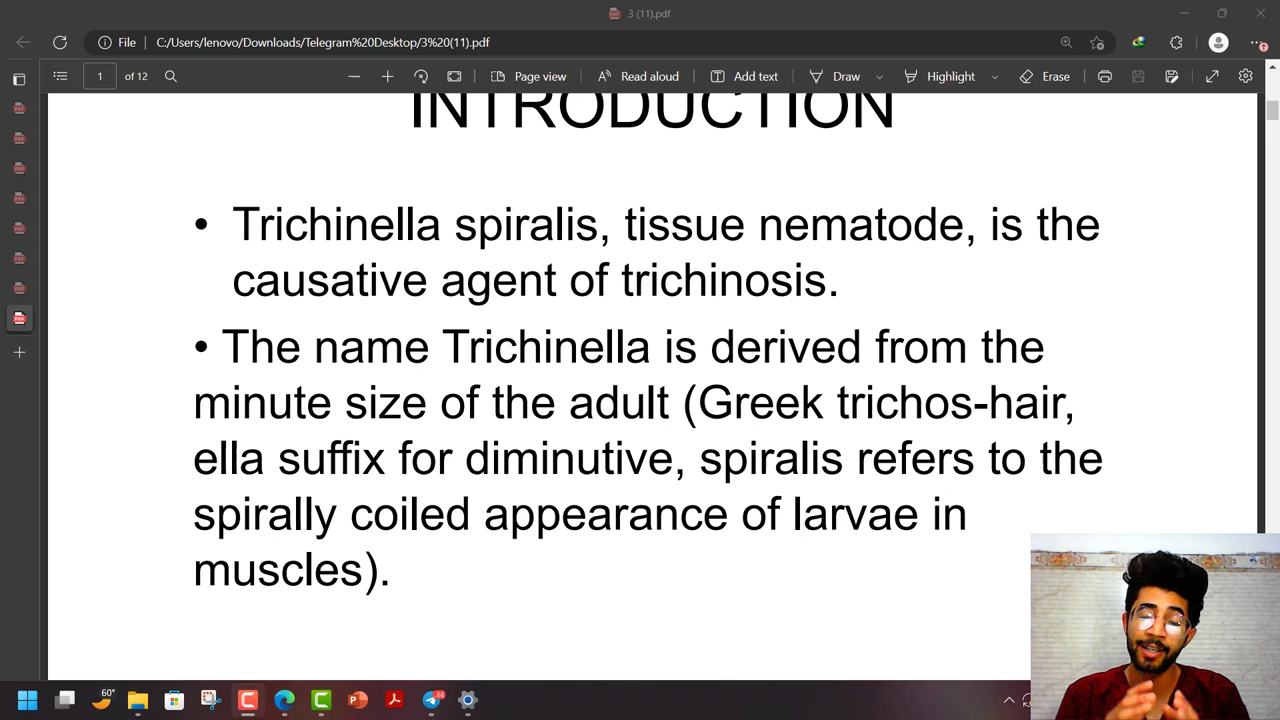 3 (11).pdf
File
C:/Users/lenovo/Downloads/Telegram%20Desktop/3%20(11).pdf
1 of 12
Page view
Read aloud
Add text
Draw
Highlight
Erase
INTRODUCTION
• Trichinella spiralis, tissue nematode, is the
causative agent of trichinosis.
• The name Trichinella is derived from the
minute size of the adult (Greek trichos-hair,
ella suffix for diminutive, spiralis refers to the
spirally coiled appearance of larvae in
muscles).
60°
66